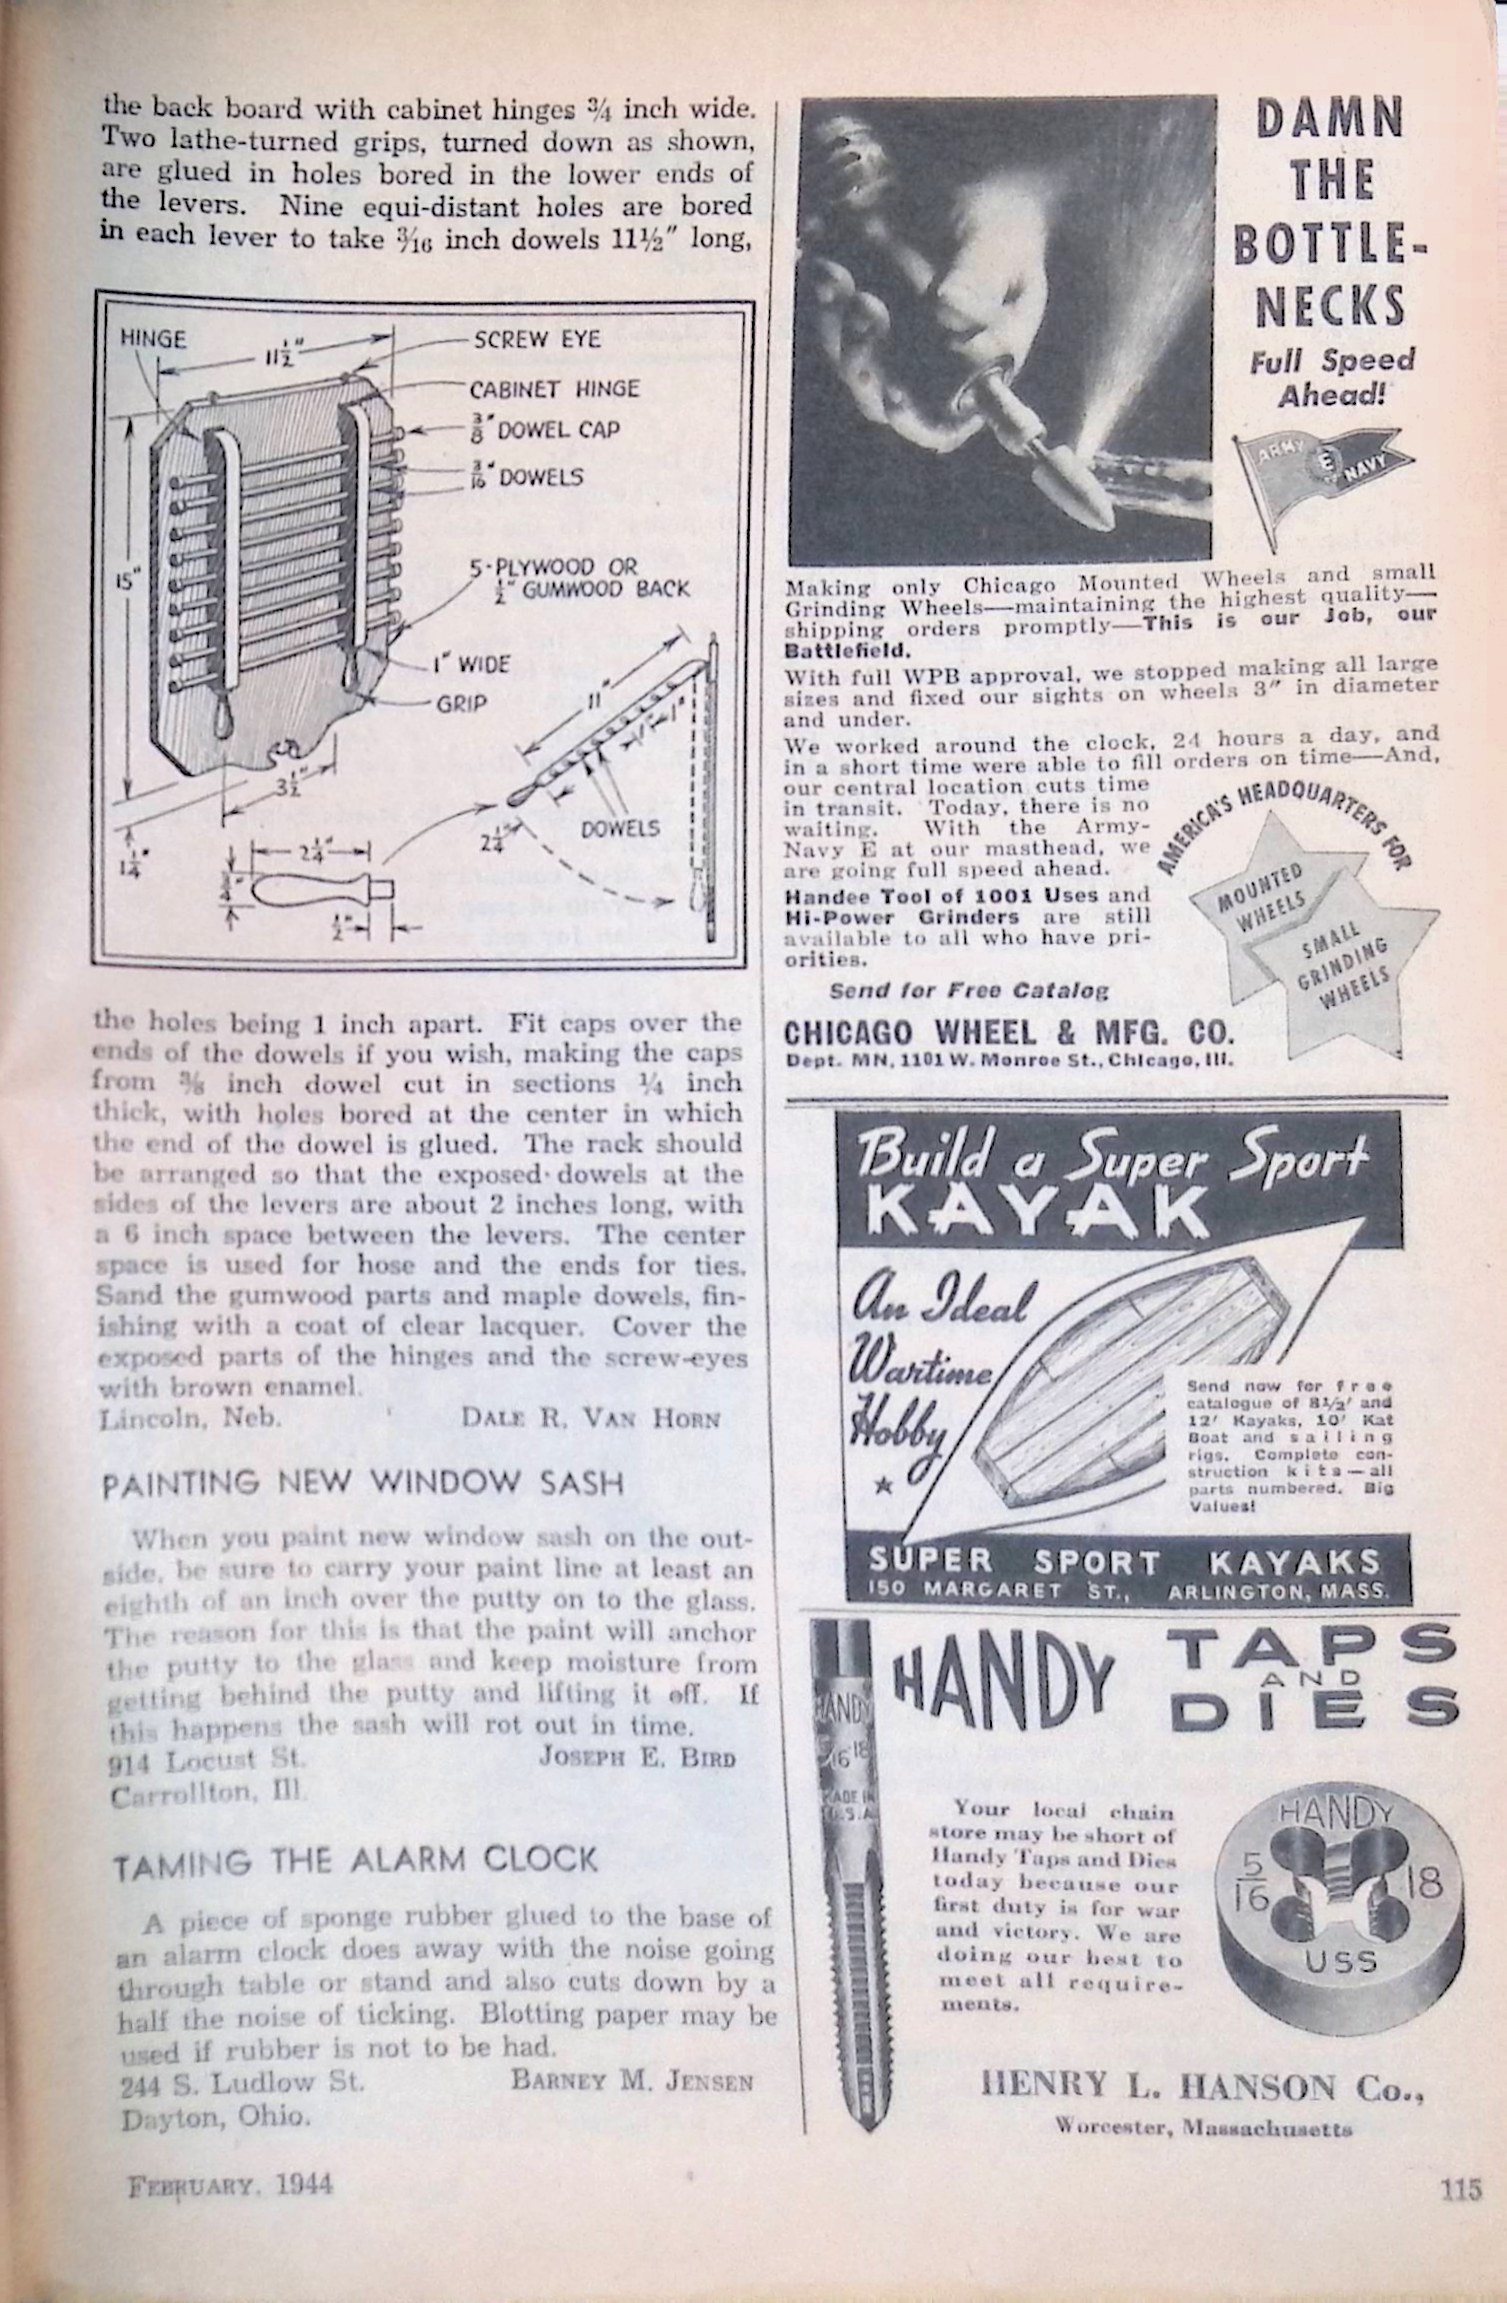 the back board with cabinet hinges ¾ inch wide.
Two lathe-turned grips, turned down as shown,
are glued in holes bored in the lower ends of
the levers. Nine equi-distant holes are bored
in each lever to take 3/16 inch dowels 11½" long,
HINGE
11½"
SCREW EYE
CABINET HINGE
3/8" DOWEL CAP
3/16" DOWELS
15"
5-PLYWOOD OR
½" GUMWOOD BACK
1" WIDE
GRIP
11"
1"
3½"
DOWELS
2¼"
1¼"
2¼"
¾"
½"
the holes being 1 inch apart. Fit caps over the
ends of the dowels if you wish, making the caps
from 3/8 inch dowel cut in sections ¼ inch
thick, with holes bored at the center in which
the end of the dowel is glued. The rack should
be arranged so that the exposed dowels at the
sides of the levers are about 2 inches long, with
a 6 inch space between the levers. The center
space is used for hose and the ends for ties.
Sand the gumwood parts and maple dowels, fin-
ishing with a coat of clear lacquer. Cover the
exposed parts of the hinges and the screw-eyes
with brown enamel.
Lincoln, Neb. DALE R. VAN HORN
PAINTING NEW WINDOW SASH
When you paint new window sash on the out-
side, be sure to carry your paint line at least an
eighth of an inch over the putty on to the glass.
The reason for this is that the paint will anchor
the putty to the glass and keep moisture from
getting behind the putty and lifting it off. If
this happens the sash will rot out in time.
914 Locust St. JOSEPH E. BIRD
Carrollton, Ill.
TAMING THE ALARM CLOCK
A piece of sponge rubber glued to the base of
an alarm clock does away with the noise going
through table or stand and also cuts down by a
half the noise of ticking. Blotting paper may be
used if rubber is not to be had.
244 S. Ludlow St. BARNEY M. JENSEN
Dayton, Ohio.
DAMN
THE
BOTTLE-
NECKS
Full Speed
Ahead!
ARMY E NAVY
Making only Chicago Mounted Wheels and small
Grinding Wheels—maintaining the highest quality—
shipping orders promptly—This is our Job, our
Battlefield.
With full WPB approval, we stopped making all large
sizes and fixed our sights on wheels 3" in diameter
and under.
We worked around the clock, 24 hours a day, and
in a short time were able to fill orders on time—And,
our central location cuts time
in transit. Today, there is no
waiting. With the Army-
Navy E at our masthead, we
are going full speed ahead.
Handee Tool of 1001 Uses and
Hi-Power Grinders are still
available to all who have pri-
orities.
Send for Free Catalog
AMERICA'S HEADQUARTERS FOR
MOUNTED
WHEELS
SMALL
GRINDING
WHEELS
CHICAGO WHEEL & MFG. CO.
Dept. MN, 1101 W. Monroe St., Chicago, Ill.
Build a Super Sport
KAYAK
An Ideal
Wartime
Hobby
Send now for free
catalogue of 8½' and
12' Kayaks, 10' Kat
Boat and sailing
rigs. Complete con-
struction kits—all
parts numbered. Big
Values!
SUPER SPORT KAYAKS
150 MARGARET ST., ARLINGTON, MASS.
HANDY
TAPS
AND
DIES
HANDY
16 18
MADE IN
U.S.A.
Your local chain
store may be short of
Handy Taps and Dies
today because our
first duty is for war
and victory. We are
doing our best to
meet all require-
ments.
HANDY
5/16 18
USS
HENRY L. HANSON Co.,
Worcester, Massachusetts
FEBRUARY, 1944
115